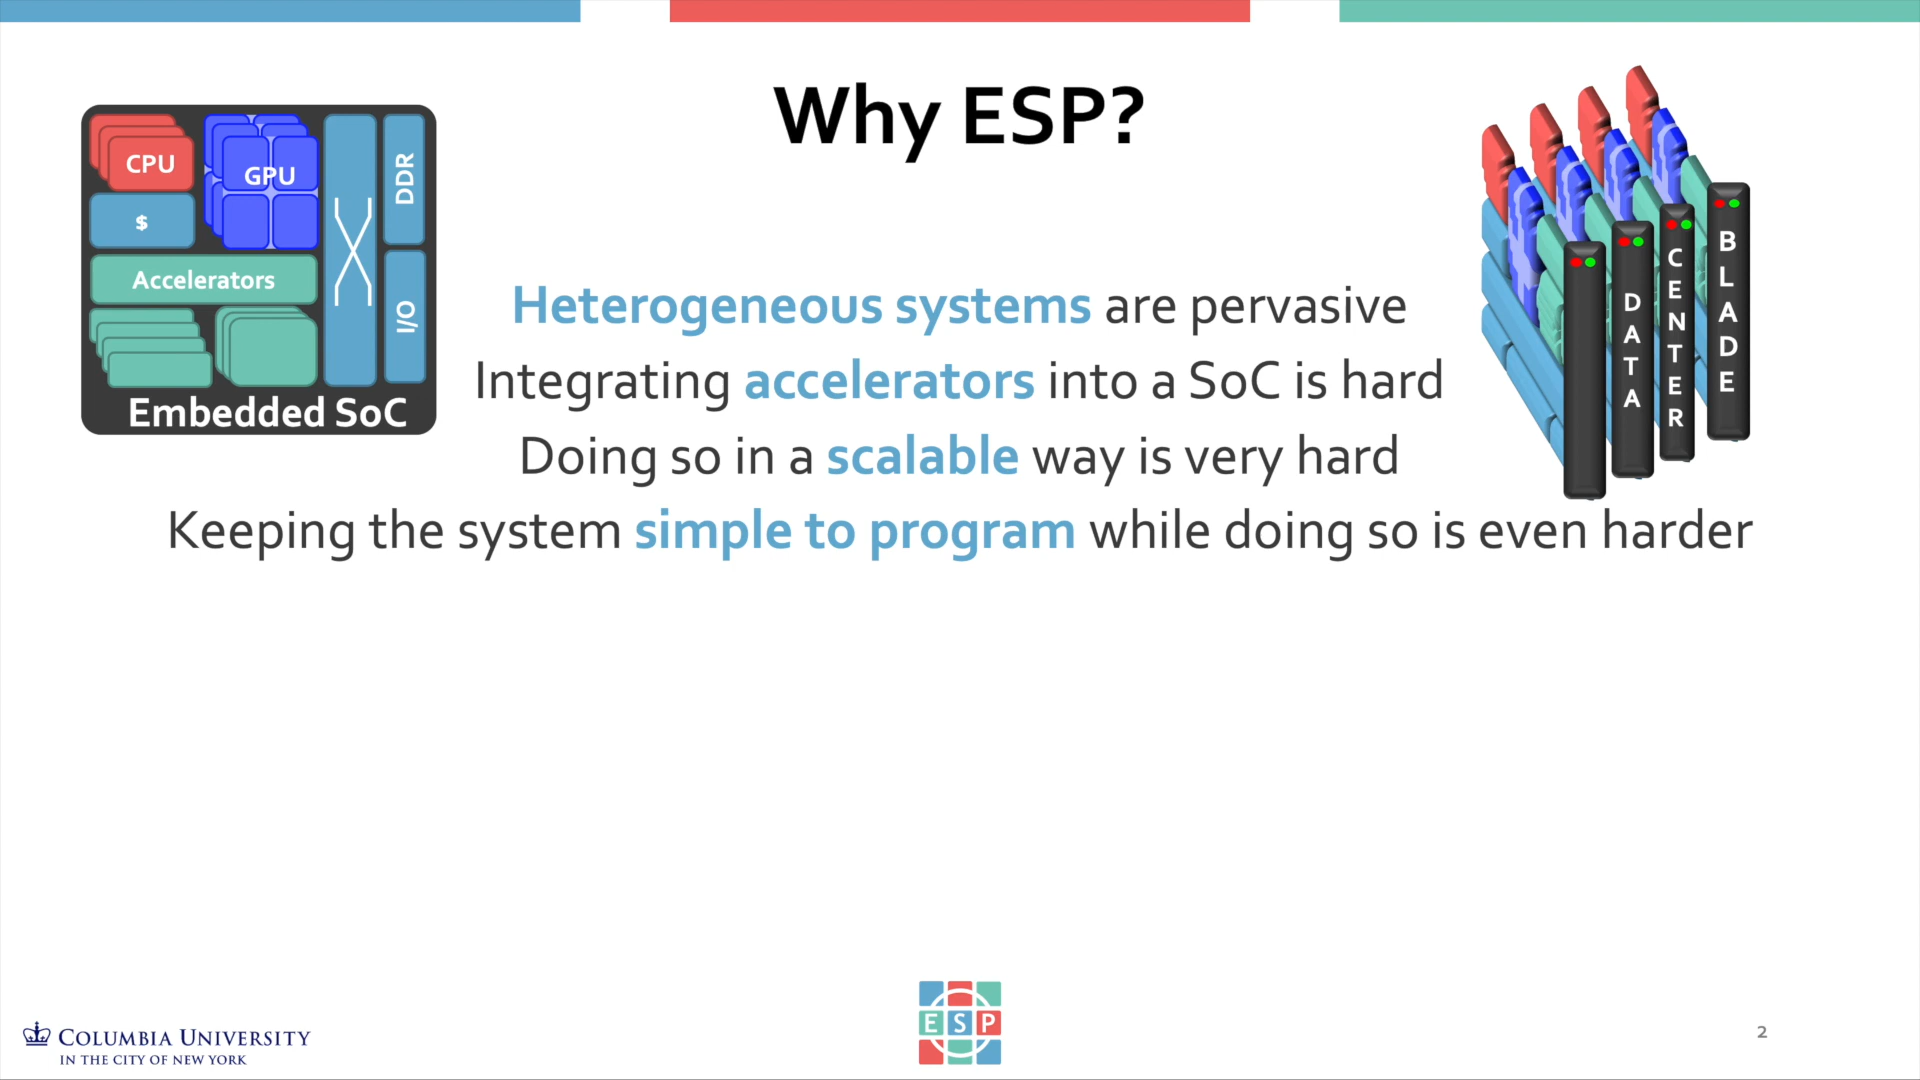 Why ESP?
CPU
GPU
$
DDR
Accelerators
I/O
Embedded SoC
DATA
CENTER
BLADE
Heterogeneous systems are pervasive
Integrating accelerators into a SoC is hard
Doing so in a scalable way is very hard
Keeping the system simple to program while doing so is even harder
COLUMBIA UNIVERSITY
IN THE CITY OF NEW YORK
ESP
2